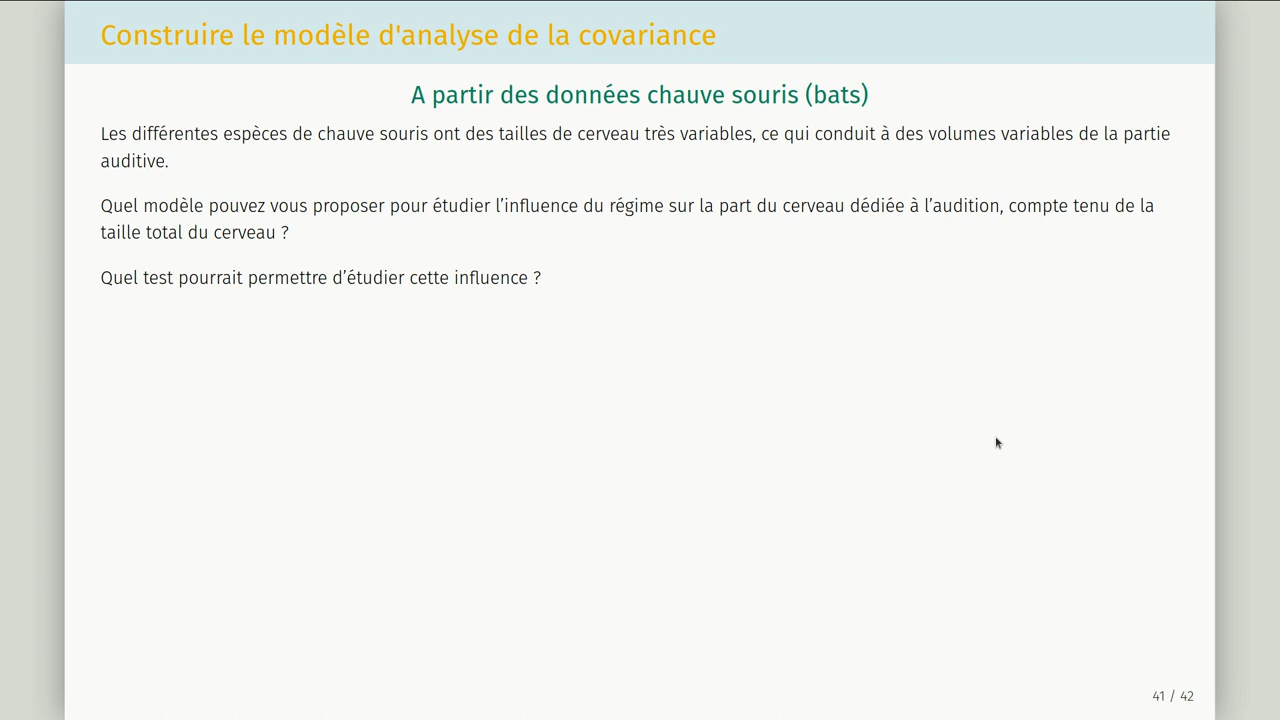 Construire le modèle d'analyse de la covariance
A partir des données chauve souris (bats)
Les différentes espèces de chauve souris ont des tailles de cerveau très variables, ce qui conduit à des volumes variables de la partie
auditive.
Quel modèle pouvez vous proposer pour étudier l’influence du régime sur la part du cerveau dédiée à l’audition, compte tenu de la
taille total du cerveau ?
Quel test pourrait permettre d’étudier cette influence ?
41 / 42